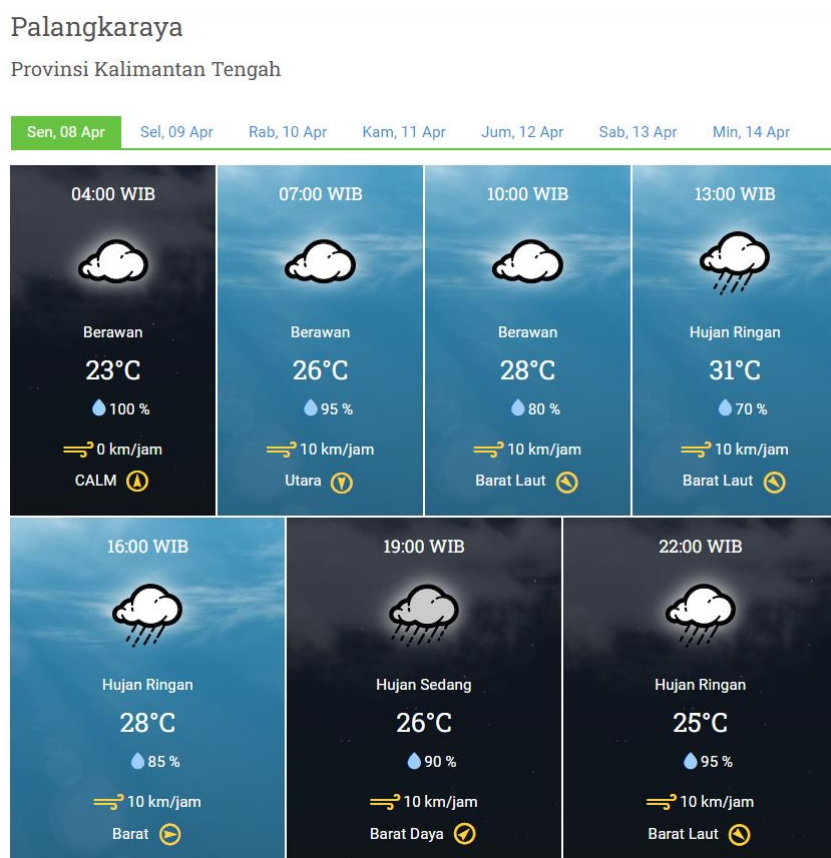 Palangkaraya
Provinsi Kalimantan Tengah
Sen, 08 Apr Sel, 09 Apr Rab, 10 Apr Kam, 11 Apr Jum, 12 Apr Sab, 13 Apr Min, 14 Apr
04:00 WIB
Berawan
23°C
100 %
0 km/jam
CALM
07:00 WIB
Berawan
26°C
95 %
10 km/jam
Utara
10:00 WIB
Berawan
28°C
80 %
10 km/jam
Barat Laut
13:00 WIB
Hujan Ringan
31°C
70 %
10 km/jam
Barat Laut
16:00 WIB
Hujan Ringan
28°C
85 %
10 km/jam
Barat
19:00 WIB
Hujan Sedang
26°C
90 %
10 km/jam
Barat Daya
22:00 WIB
Hujan Ringan
25°C
95 %
10 km/jam
Barat Laut